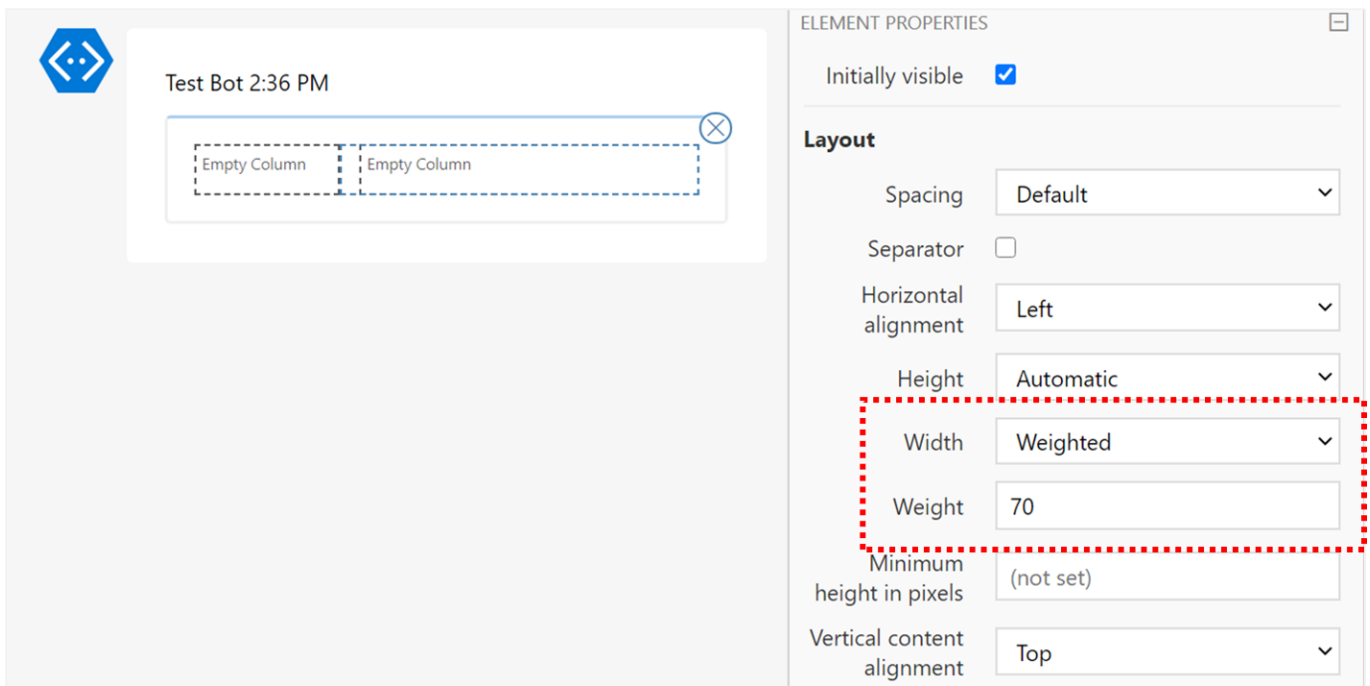 Test Bot 2:36 PM
Empty Column
Empty Column
ELEMENT PROPERTIES
Initially visible
Layout
Spacing
Default
Separator
Horizontal
alignment
Left
Height
Automatic
Width
Weighted
Weight
70
Minimum
height in pixels
(not set)
Vertical content
alignment
Top